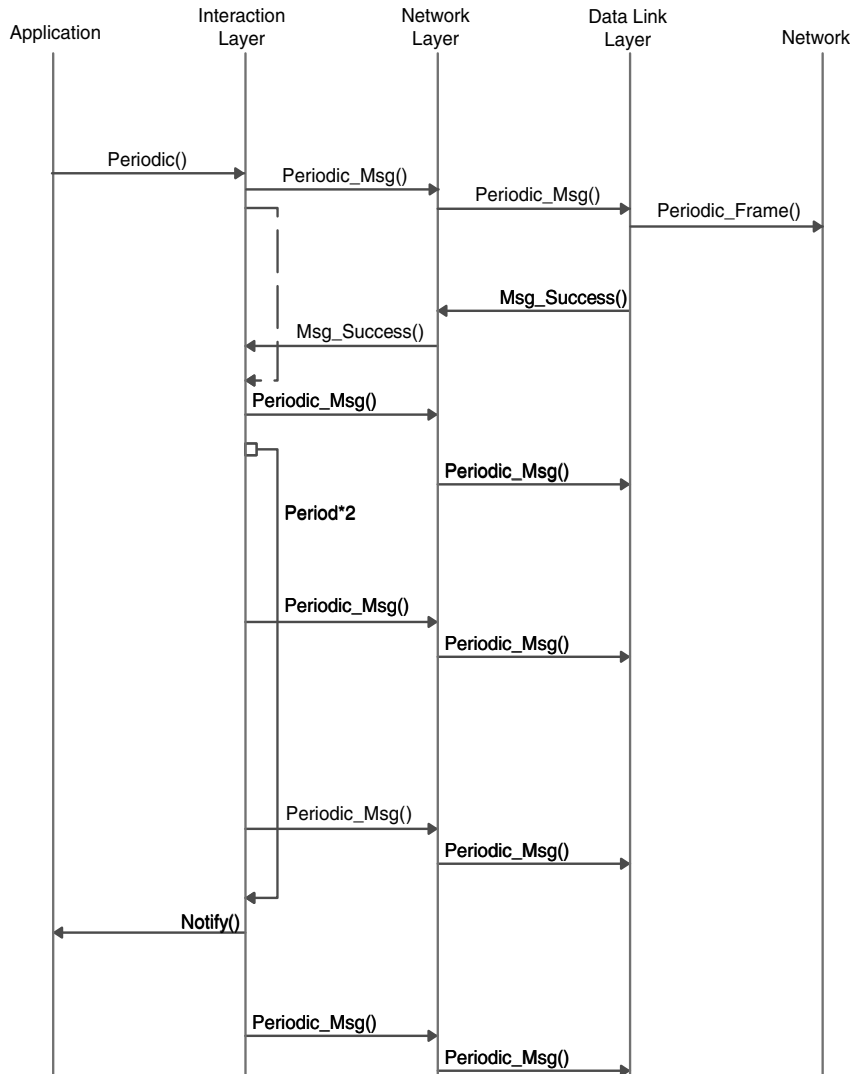 Application
Interaction
Layer
Network
Layer
Data Link
Layer
Network
Periodic()
Periodic_Msg()
Periodic_Msg()
Periodic_Frame()
Msg_Success()
Msg_Success()
Periodic_Msg()
Periodic_Msg()
Period*2
Periodic_Msg()
Periodic_Msg()
Periodic_Msg()
Periodic_Msg()
Notify()
Periodic_Msg()
Periodic_Msg()